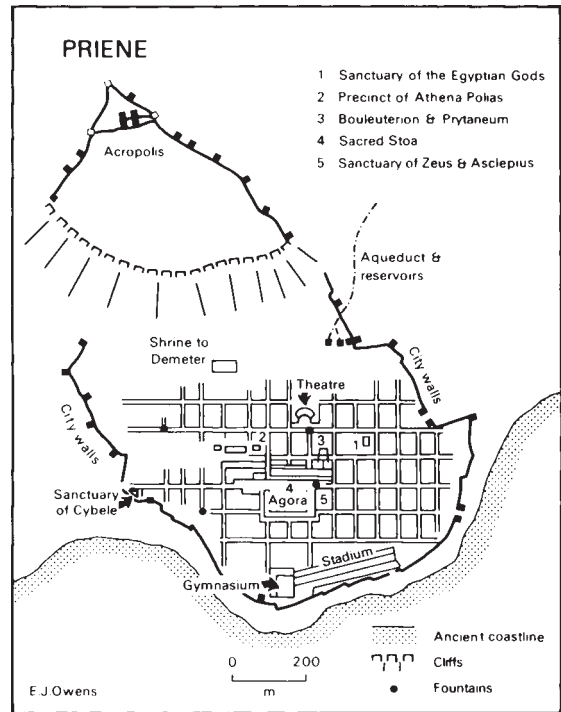 PRIENE
1 Sanctuary of the Egyptian Gods
2 Precinct of Athena Polias
3 Bouleuterion & Prytaneum
4 Sacred Stoa
5 Sanctuary of Zeus & Asclepius
Acropolis
Aqueduct &
reservoirs
Shrine to
Demeter
Theatre
City walls
City walls
2
3
1
4
Agora
5
Sanctuary
of Cybele
Stadium
Gymnasium
Ancient coastline
Cliffs
Fountains
0 200
m
E.J.Owens